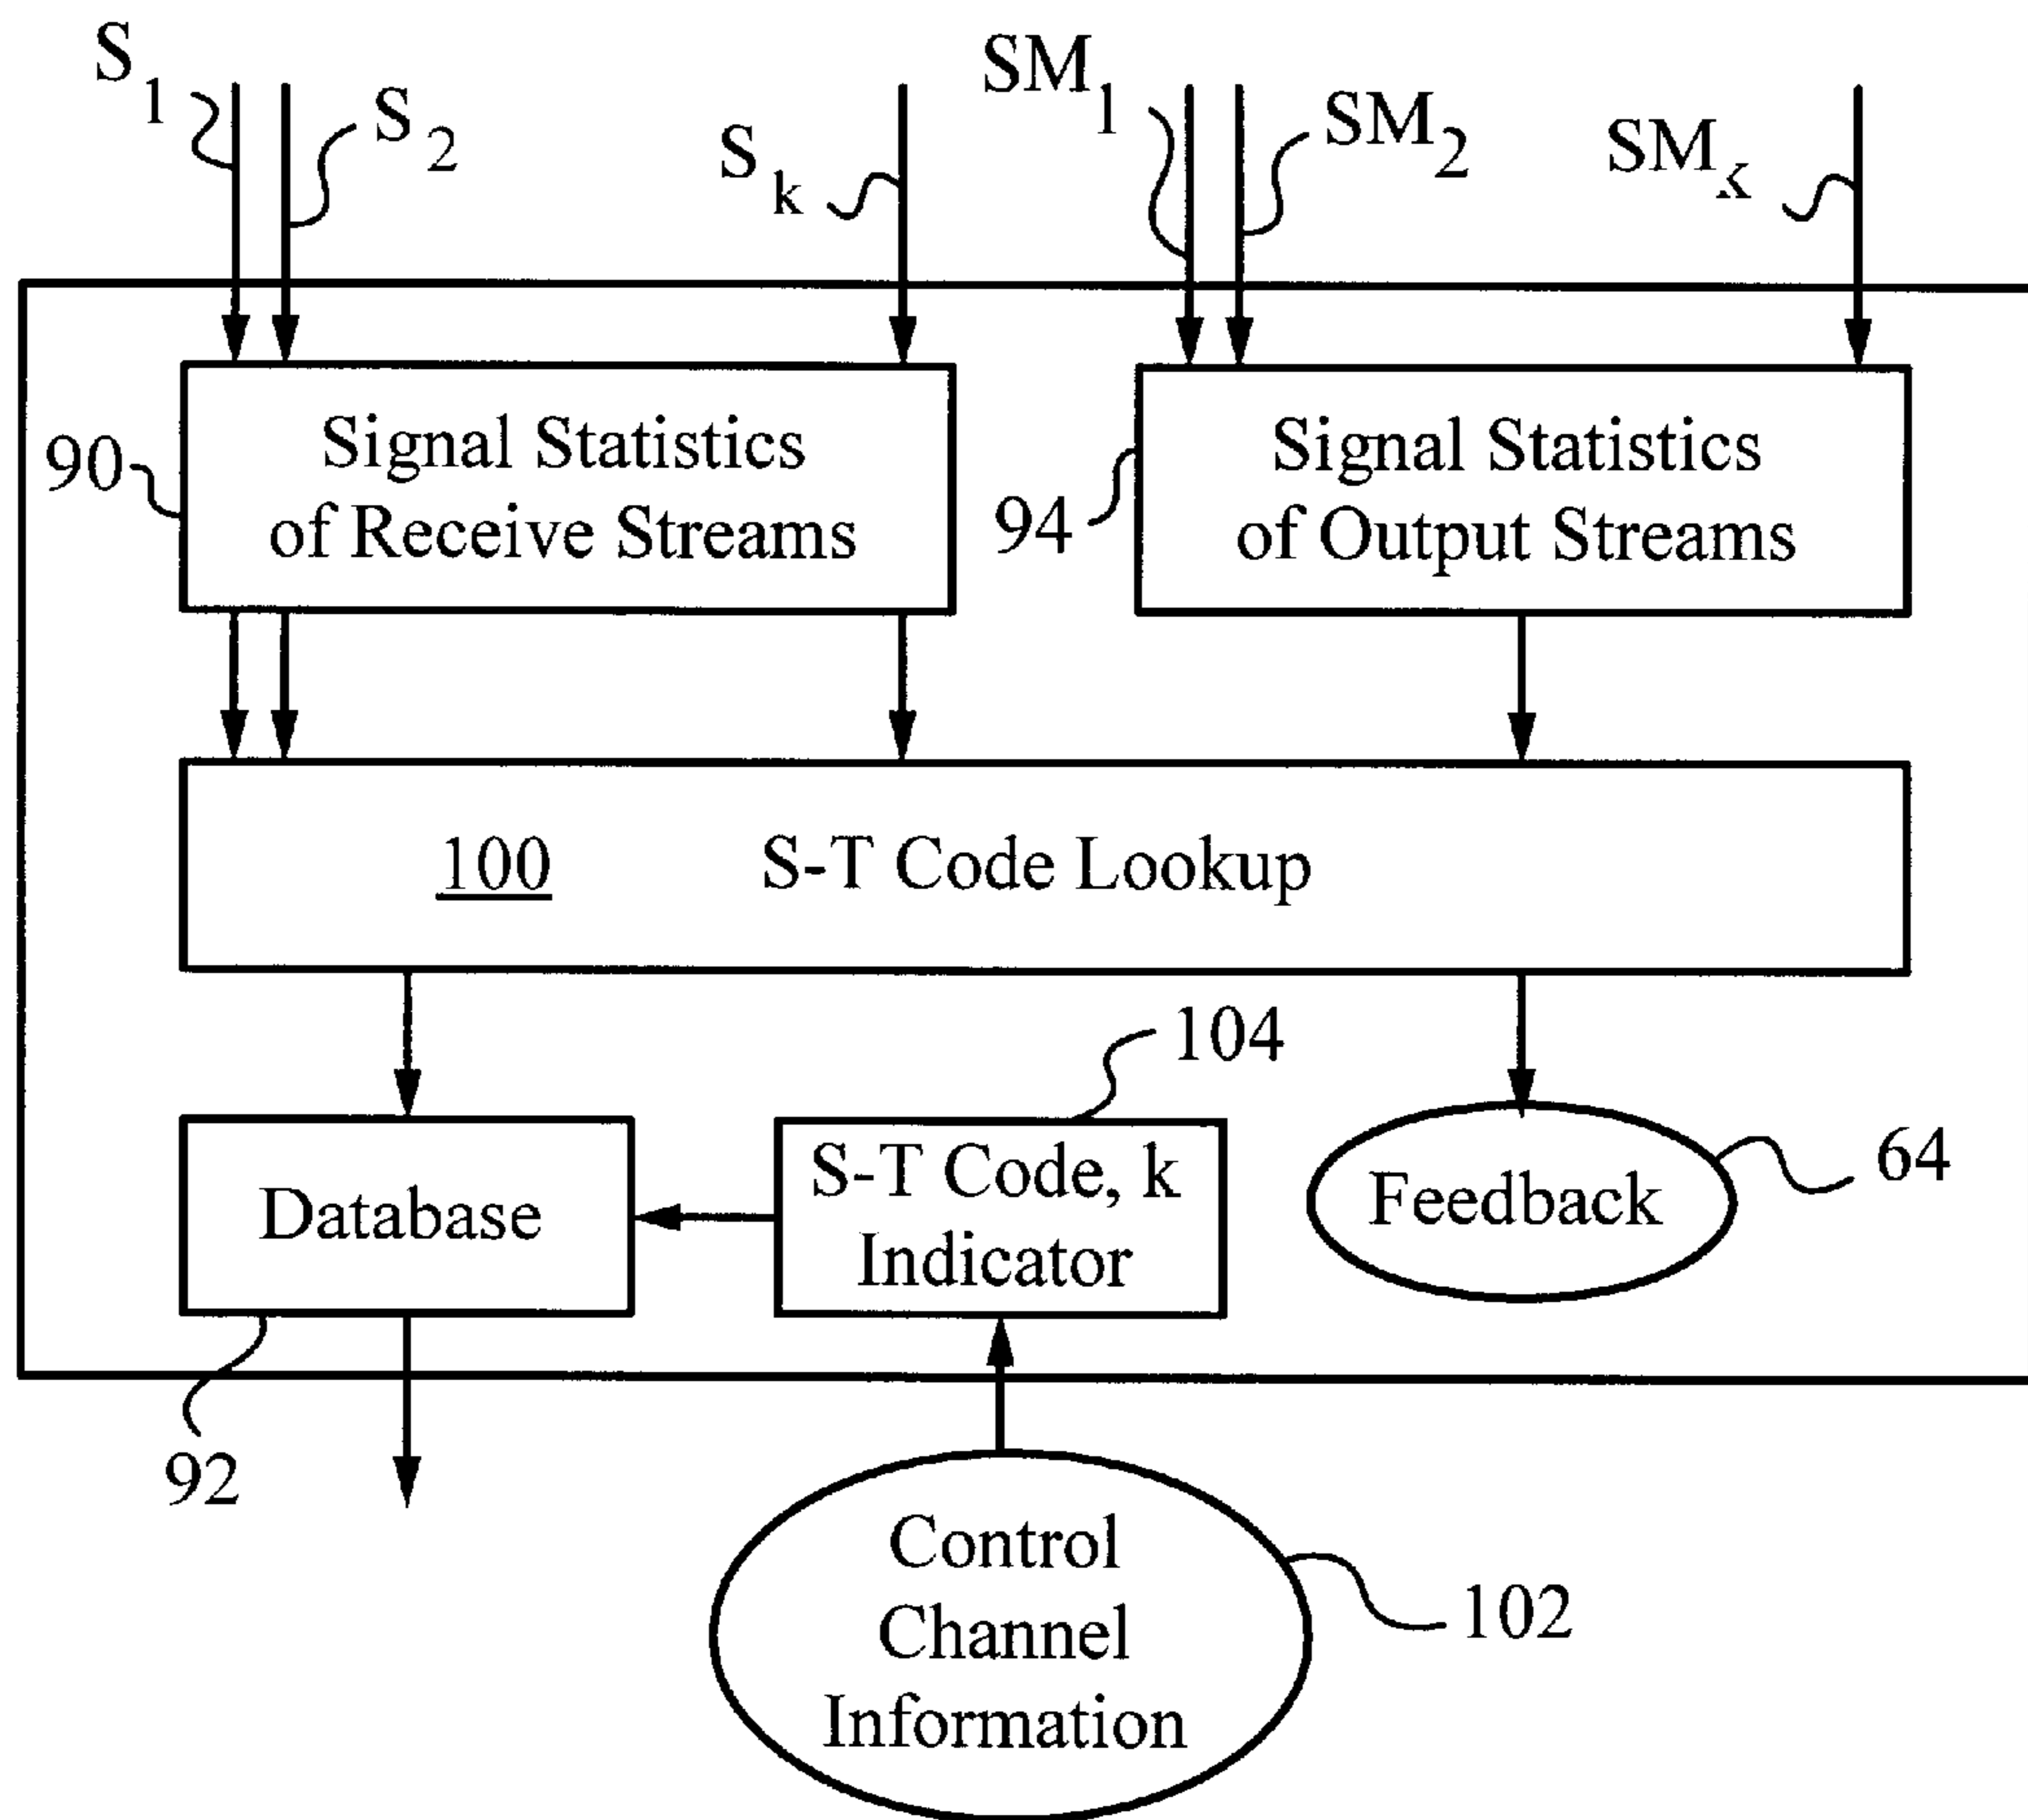 S1
S2
Sk
SM1
SM2
SMk
Signal Statistics
of Receive Streams
90
Signal Statistics
of Output Streams
94
100 S-T Code Lookup
104
Database
S-T Code, k
Indicator
Feedback
64
92
Control
Channel
Information
102